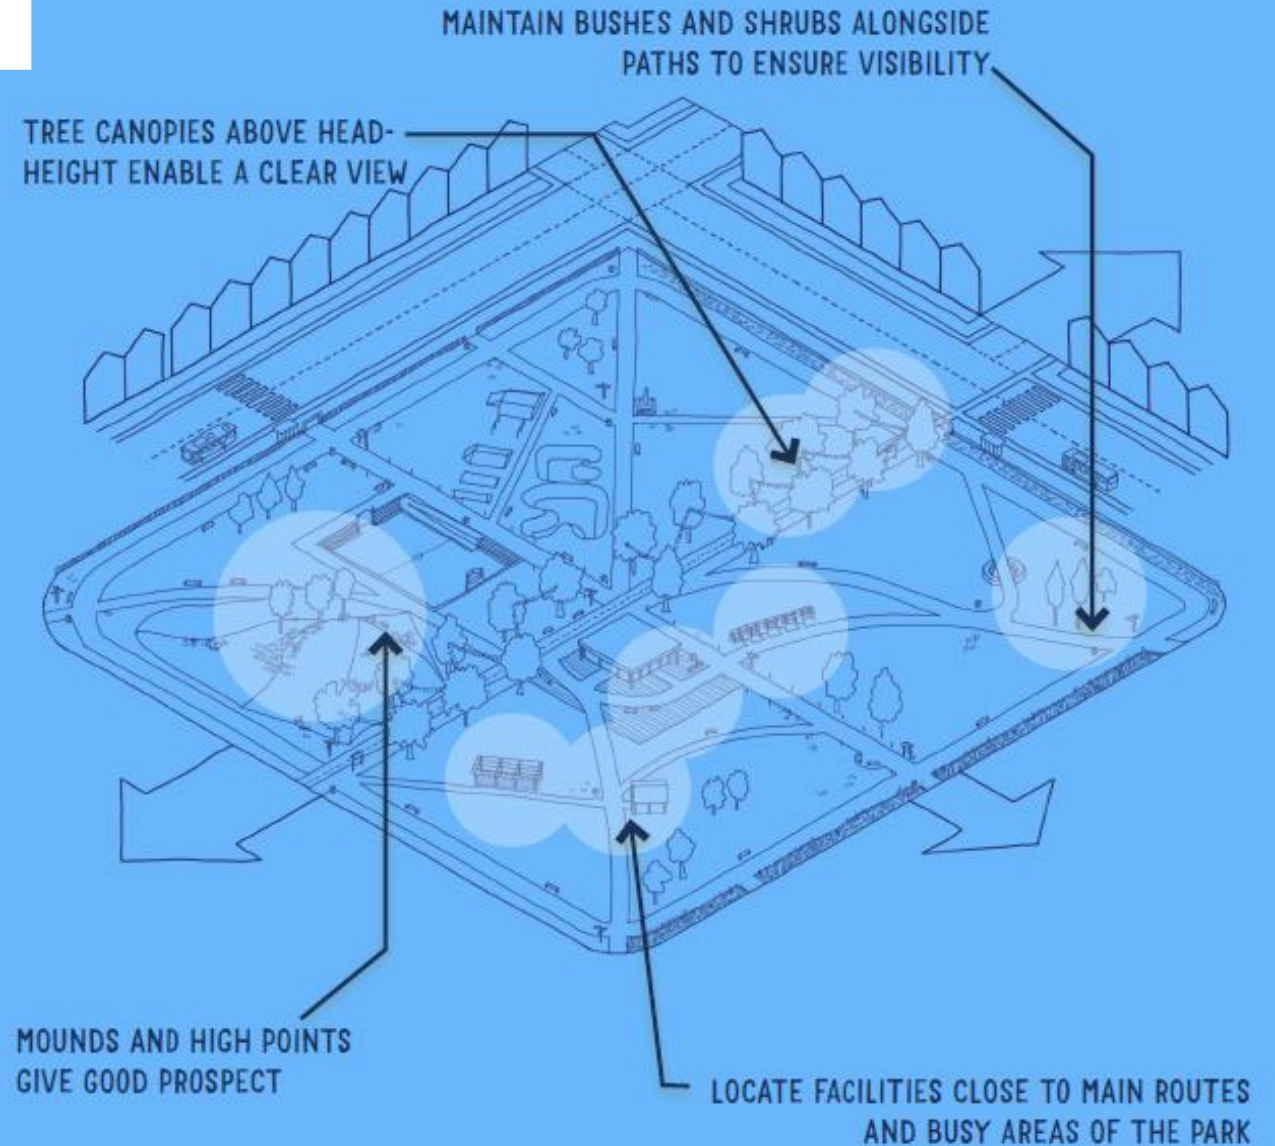 MAINTAIN BUSHES AND SHRUBS ALONGSIDE
PATHS TO ENSURE VISIBILITY
TREE CANOPIES ABOVE HEAD-
HEIGHT ENABLE A CLEAR VIEW
MOUNDS AND HIGH POINTS
GIVE GOOD PROSPECT
LOCATE FACILITIES CLOSE TO MAIN ROUTES
AND BUSY AREAS OF THE PARK